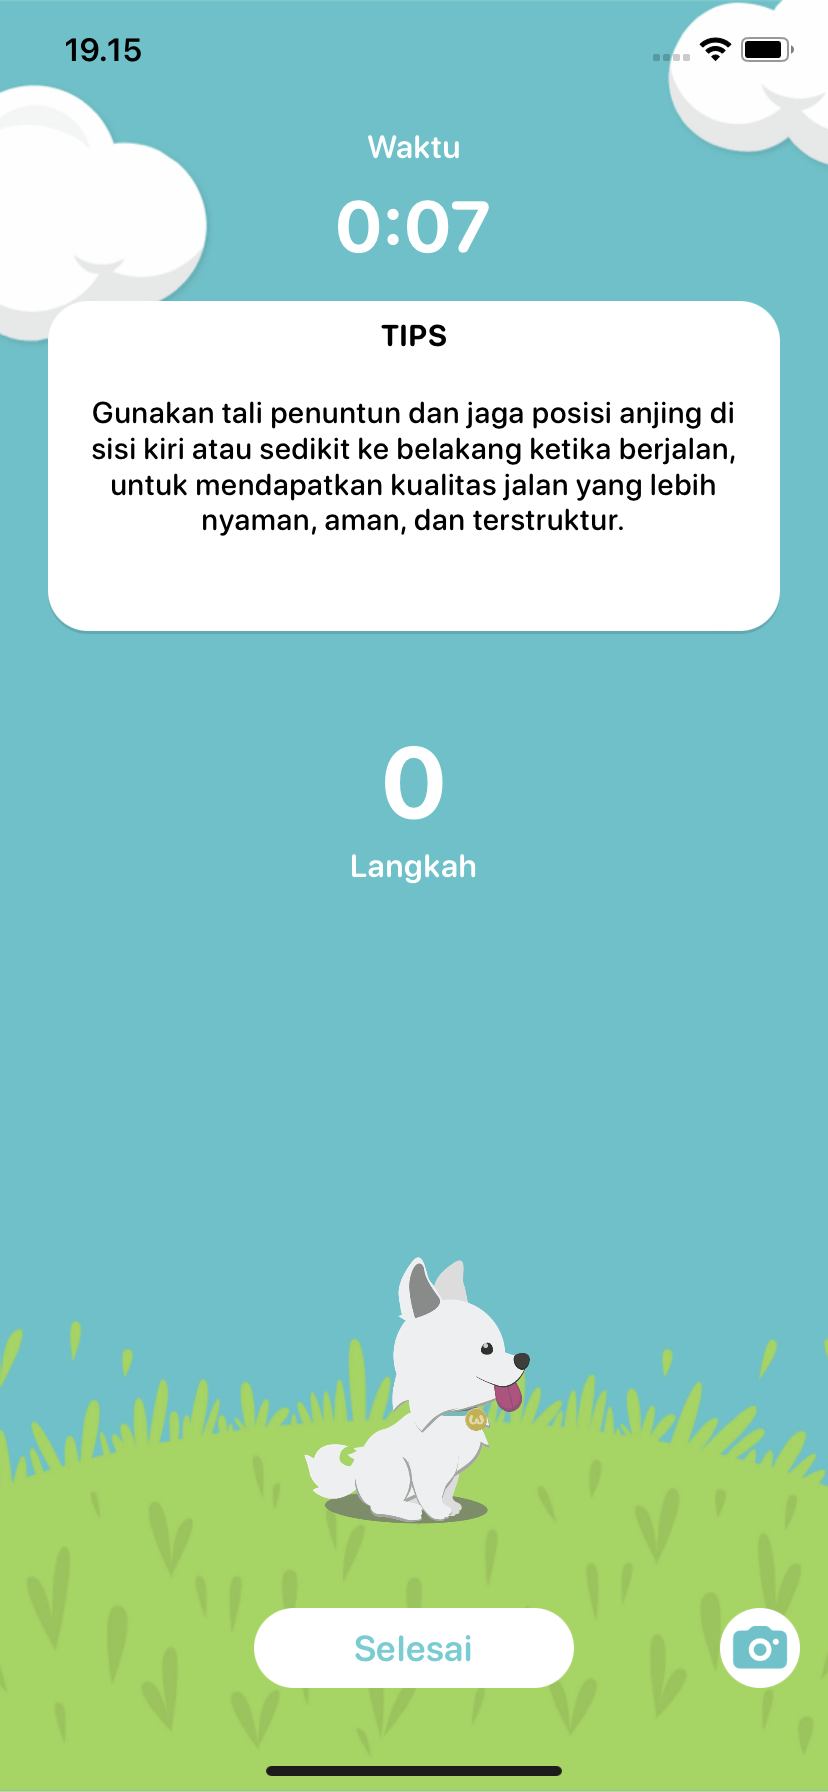 19.15
Waktu
0:07
TIPS
Gunakan tali penuntun dan jaga posisi anjing di
sisi kiri atau sedikit ke belakang ketika berjalan,
untuk mendapatkan kualitas jalan yang lebih
nyaman, aman, dan terstruktur.
0
Langkah
Selesai